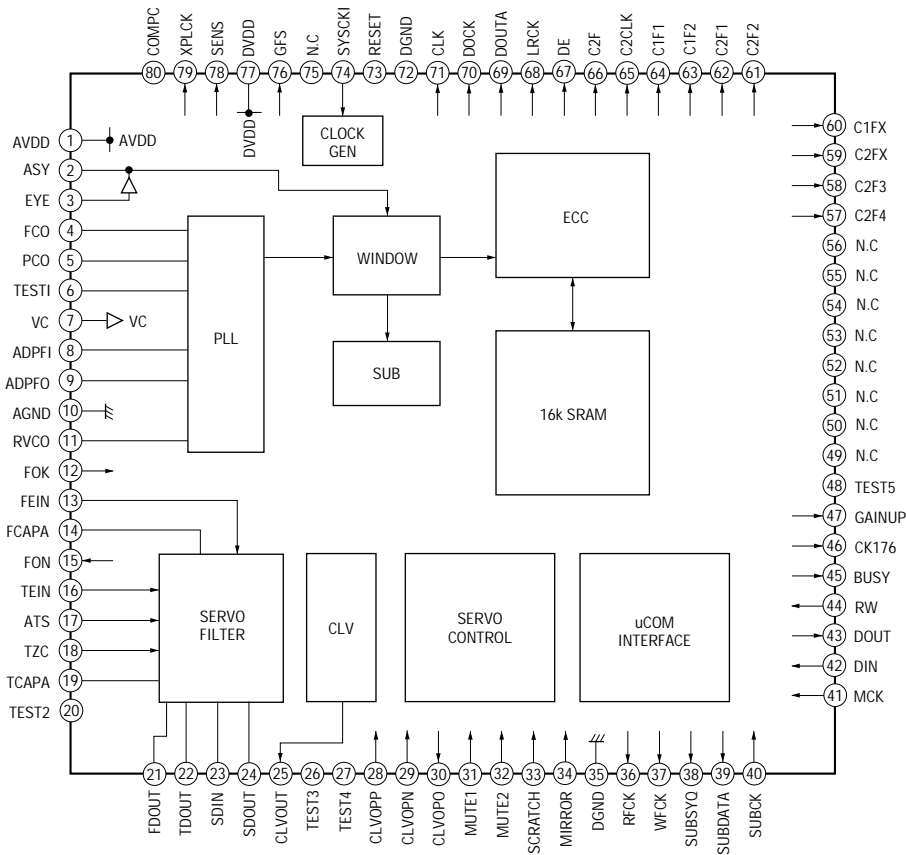 COMPC
XPLCK
SENS
DVDD
GFS
N.C
SYSCKI
RESET
DGND
CLK
DOCK
DOUTA
LRCK
DE
C2F
C2CLK
C1F1
C1F2
C2F1
C2F2
80
79
78
77
76
75
74
73
72
71
70
69
68
67
66
65
64
63
62
61
AVDD 1 AVDD
ASY 2
EYE 3
FCO 4
PCO 5
TESTI 6
VC 7 VC
ADPFI 8
ADPFO 9
AGND 10
RVCO 11
FOK 12
FEIN 13
FCAPA 14
FON 15
TEIN 16
ATS 17
TZC 18
TCAPA 19
TEST2 20
DVDD
CLOCK
GEN
PLL
WINDOW
SUB
ECC
16k SRAM
SERVO
FILTER
CLV
SERVO
CONTROL
uCOM
INTERFACE
60 C1FX
59 C2FX
58 C2F3
57 C2F4
56 N.C
55 N.C
54 N.C
53 N.C
52 N.C
51 N.C
50 N.C
49 N.C
48 TEST5
47 GAINUP
46 CK176
45 BUSY
44 RW
43 DOUT
42 DIN
41 MCK
21
22
23
24
25
26
27
28
29
30
31
32
33
34
35
36
37
38
39
40
FDOUT
TDOUT
SDIN
SDOUT
CLVOUT
TEST3
TEST4
CLVOPP
CLVOPN
CLVOPO
MUTE1
MUTE2
SCRATCH
MIRROR
DGND
RFCK
WFCK
SUBSYQ
SUBDATA
SUBCK